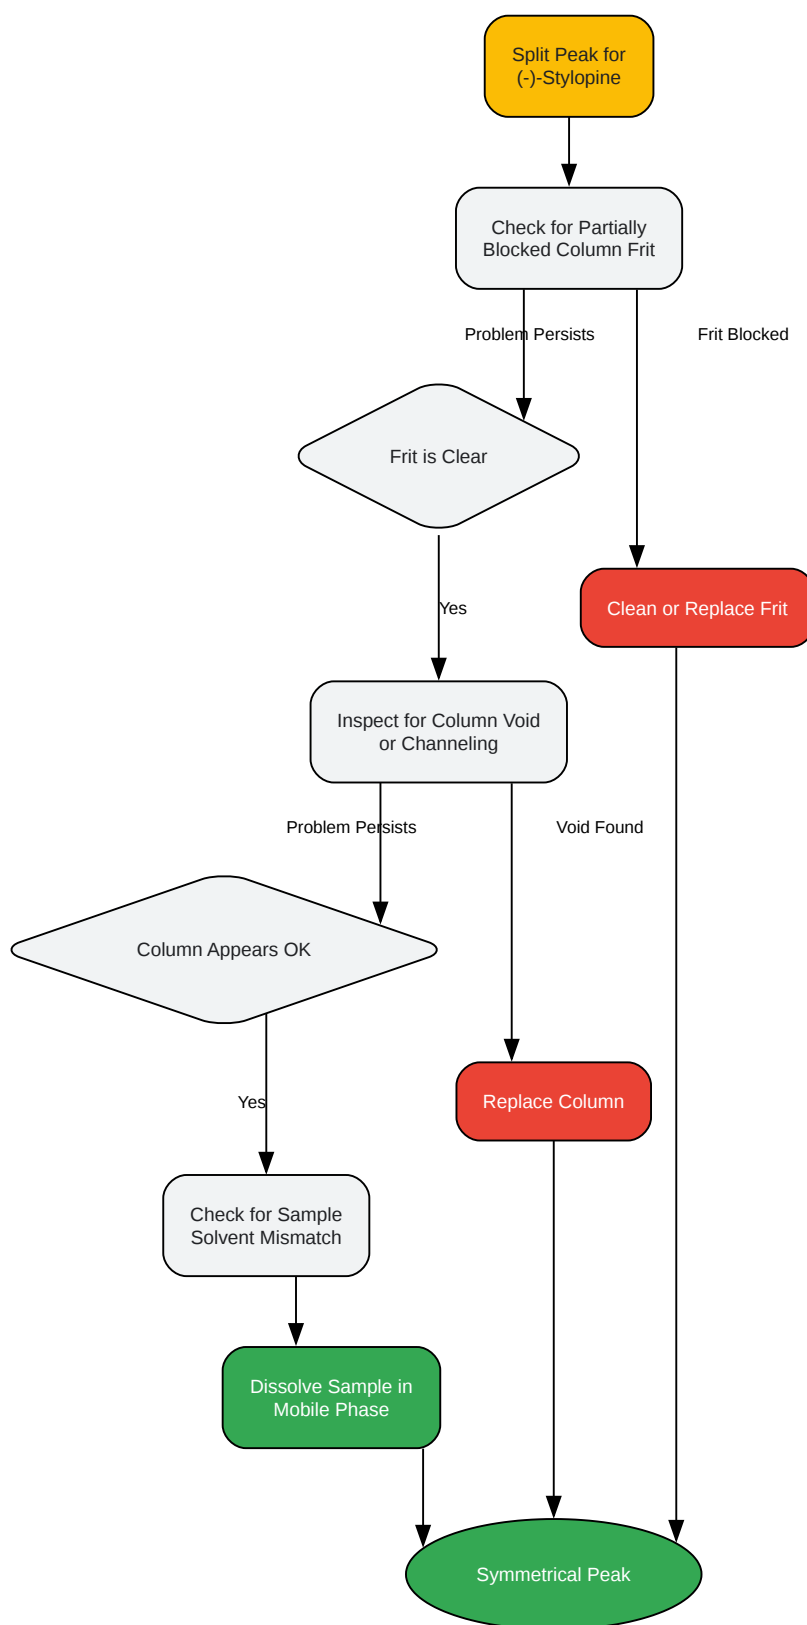 Split Peak for
(-)-Stylopine
Check for Partially
Blocked Column Frit
Problem Persists
Frit Blocked
Frit is Clear
Yes
Clean or Replace Frit
Inspect for Column Void
or Channeling
Problem Persists
Void Found
Column Appears OK
Yes
Replace Column
Check for Sample
Solvent Mismatch
Dissolve Sample in
Mobile Phase
Symmetrical Peak